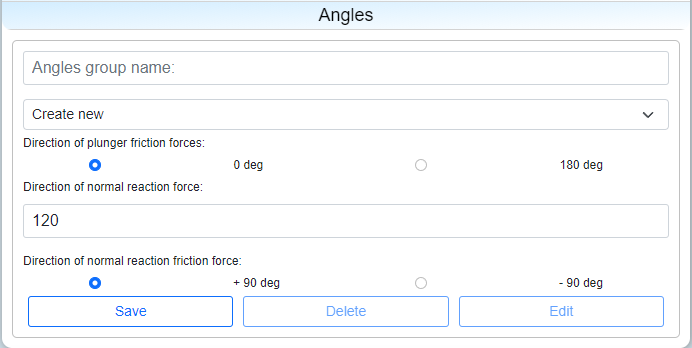 Angles
Angles group name:
Create new
Direction of plunger friction forces:
0 deg 180 deg
Direction of normal reaction force:
120
Direction of normal reaction friction force:
+ 90 deg - 90 deg
Save Delete Edit